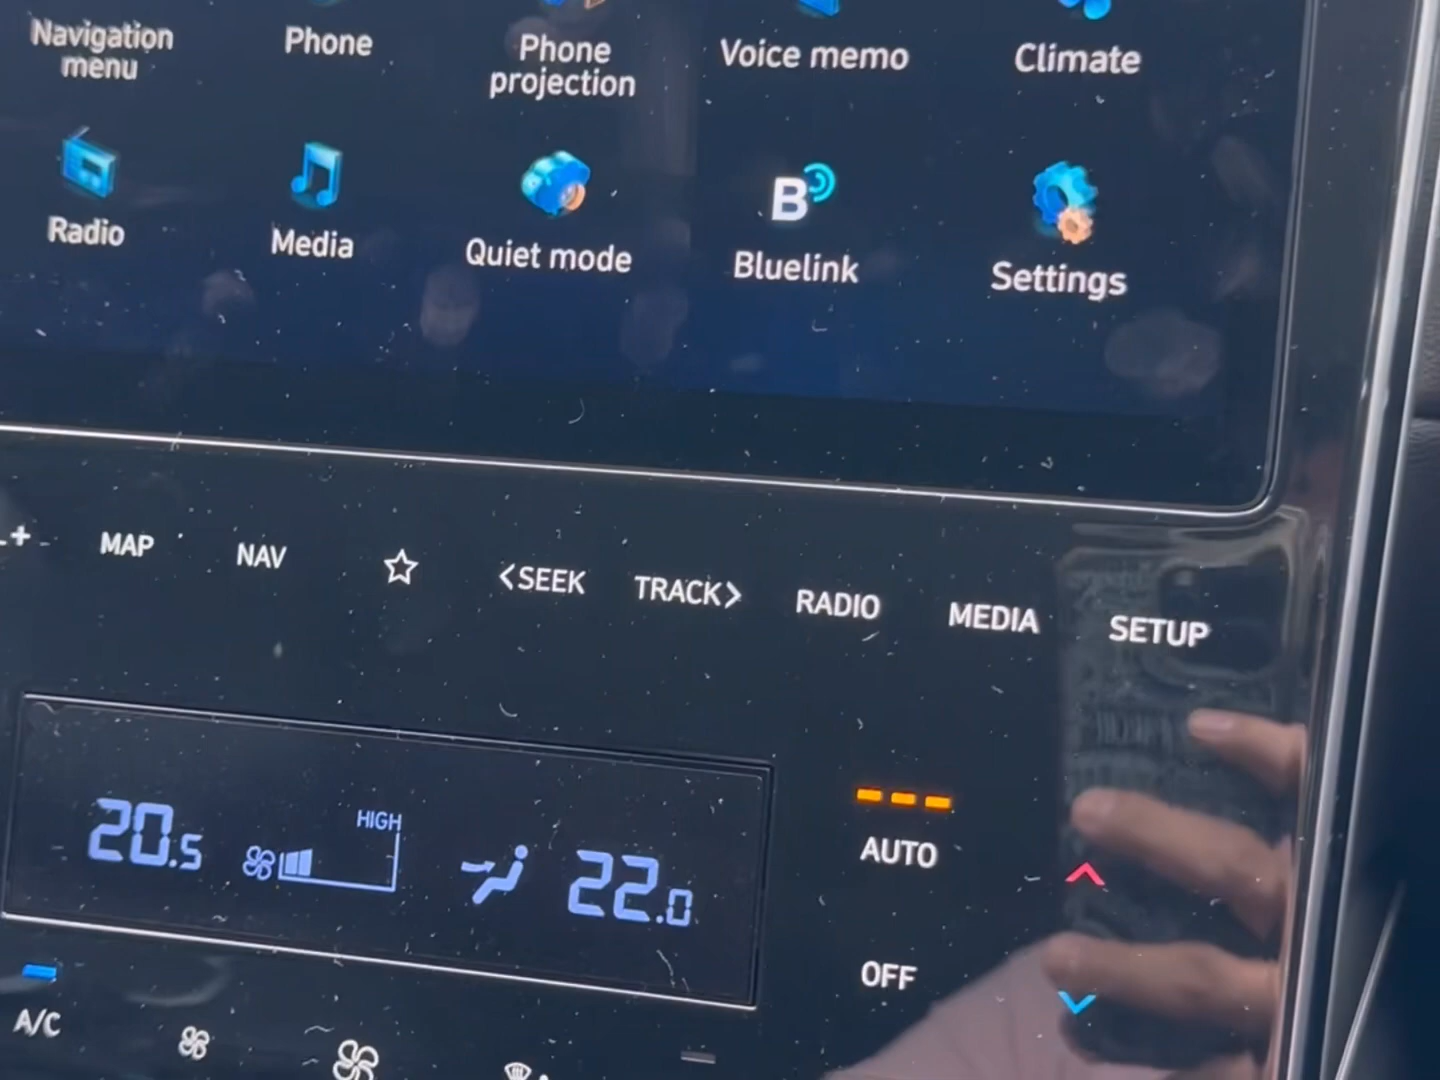 Navigation
menu
Phone
Phone
projection
Voice memo
Climate
Radio
Media
Quiet mode
B
Bluelink
Settings
+
MAP
NAV
<SEEK
TRACK>
RADIO
MEDIA
SETUP
20.5
HIGH
22.0
AUTO
OFF
A/C